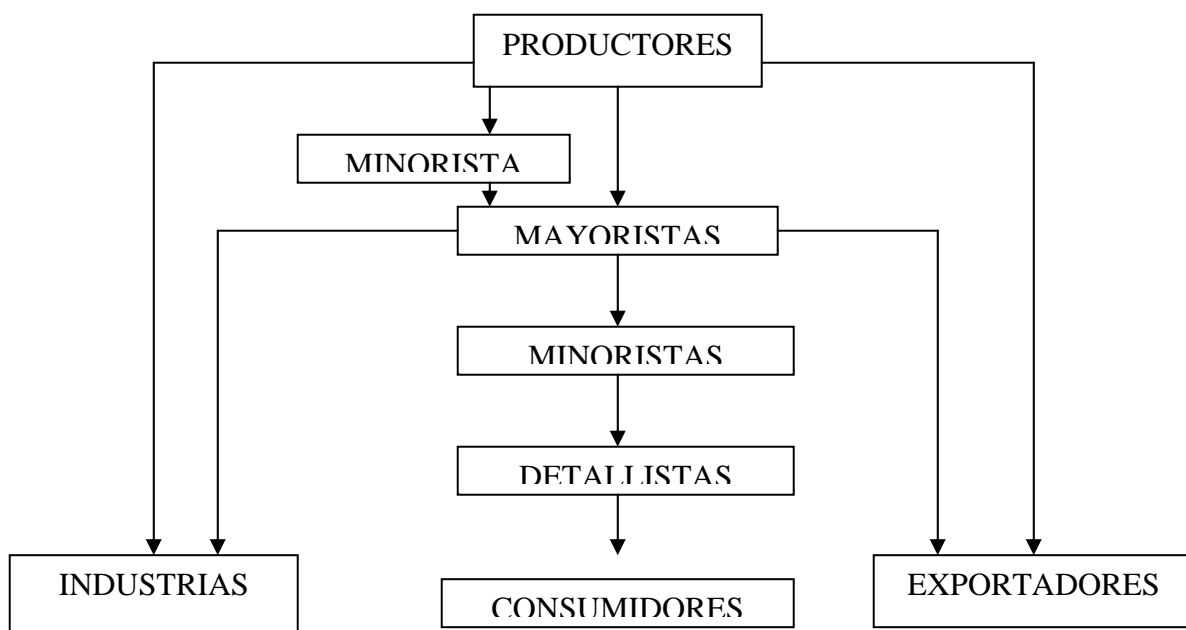 PRODUCTORES
MINORISTA
MAYORISTAS
MINORISTAS
DETALLISTAS
INDUSTRIAS
CONSUMIDORES
EXPORTADORES